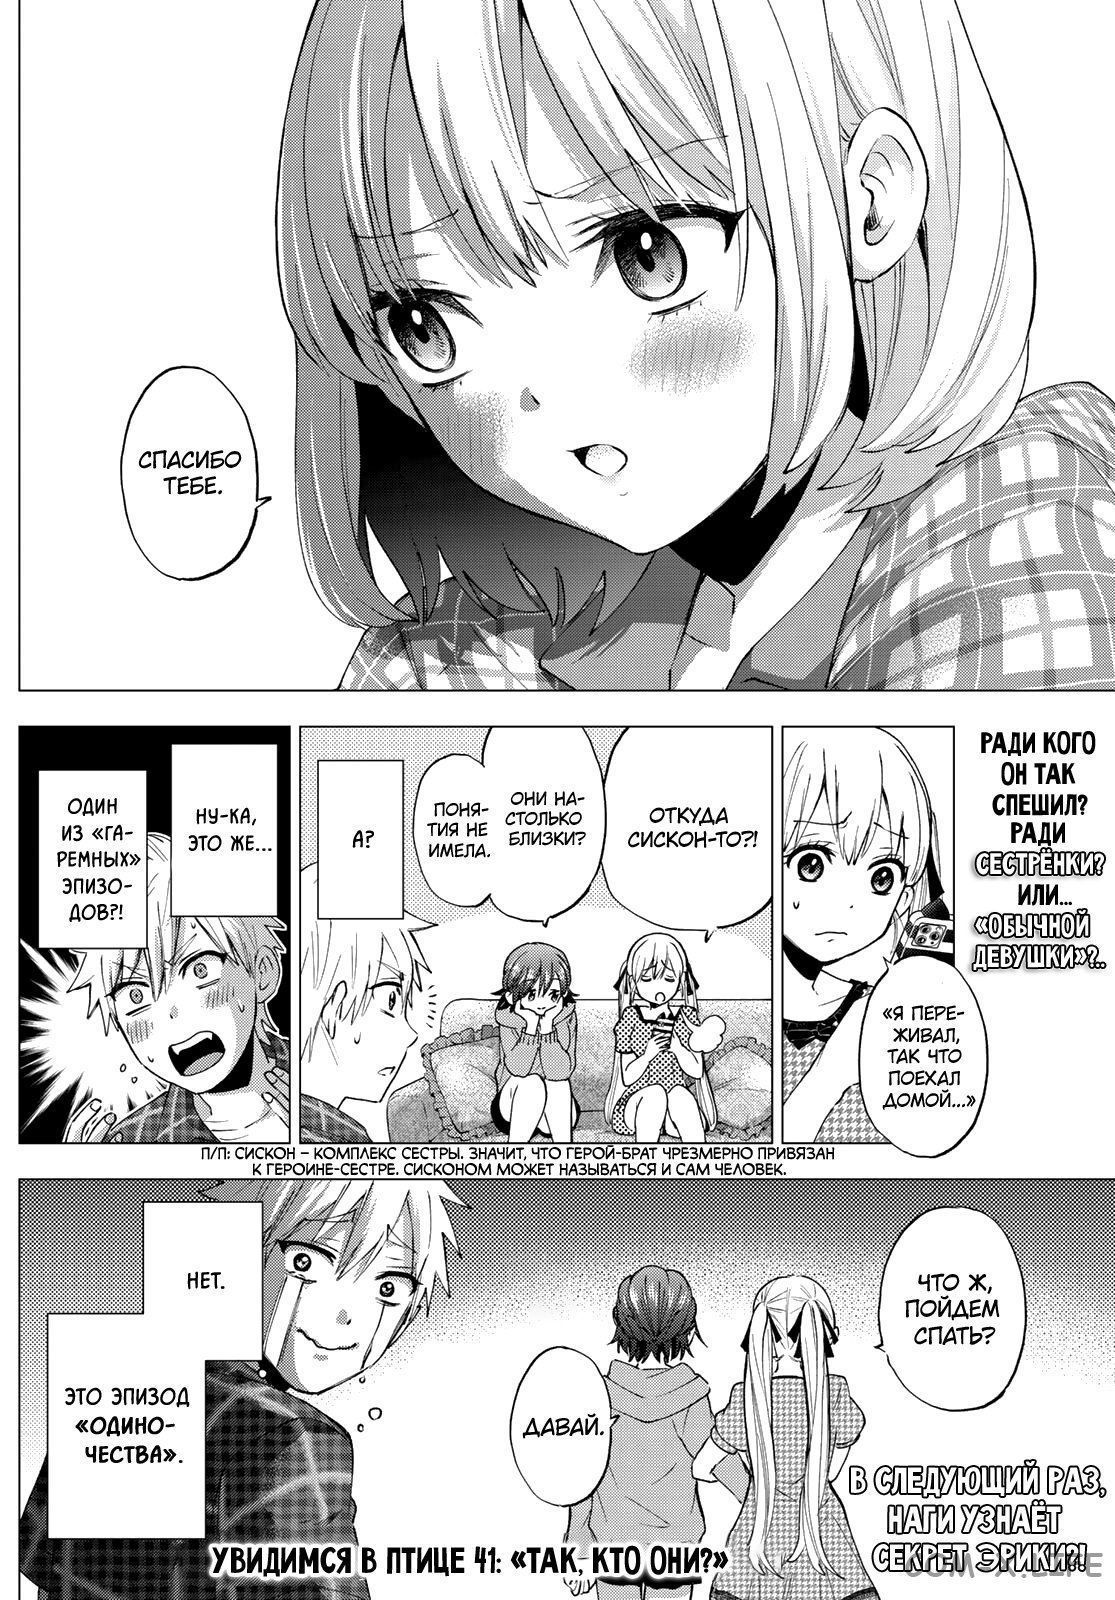 СПАСИБО
ТЕБЕ.
РАДИ КОГО
ОН ТАК
СПЕШИЛ?
РАДИ
СЕСТРЁНКИ?
ИЛИ...
«ОБЫЧНОЙ
ДЕВУШКИ»?..
«Я ПЕРЕ-
ЖИВАЛ,
ТАК ЧТО
ПОЕХАЛ
ДОМОЙ...»
ОТКУДА
СИСКОН-ТО?!
ОНИ НА-
СТОЛЬКО
БЛИЗКИ?
ПОНЯ-
ТИЯ НЕ
ИМЕЛА.
А?
НУ-КА,
ЭТО ЖЕ...
ОДИН
ИЗ «ГА-
РЕМНЫХ»
ЭПИЗО-
ДОВ?!
П/П: СИСКОН – КОМПЛЕКС СЕСТРЫ. ЗНАЧИТ, ЧТО ГЕРОЙ-БРАТ ЧРЕЗМЕРНО ПРИВЯЗАН
К ГЕРОИНЕ-СЕСТРЕ. СИСКОНОМ МОЖЕТ НАЗЫВАТЬСЯ И САМ ЧЕЛОВЕК.
ЧТО Ж,
ПОЙДЕМ
СПАТЬ?
ДАВАЙ.
НЕТ.
ЭТО ЭПИЗОД
«ОДИНО-
ЧЕСТВА».
В СЛЕДУЮЩИЙ РАЗ,
НАГИ УЗНАЁТ
СЕКРЕТ ЭРИКИ?!
УВИДИМСЯ В ПТИЦЕ 41: «ТАК, КТО ОНИ?»
COM-X.LIFE